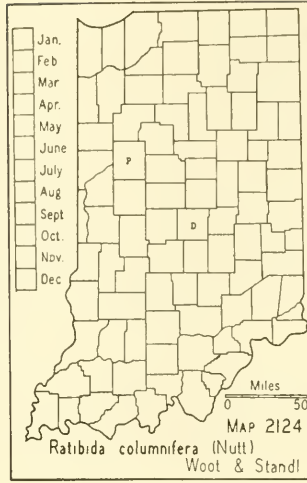 Jan.
Feb
Mar
Apr.
May
June
July
Aug
Sept
Oct.
Nov.
Dec
P
D
Miles
0 50
MAP 2124
Ratibida columnifera (Nutt)
Woot & Standl